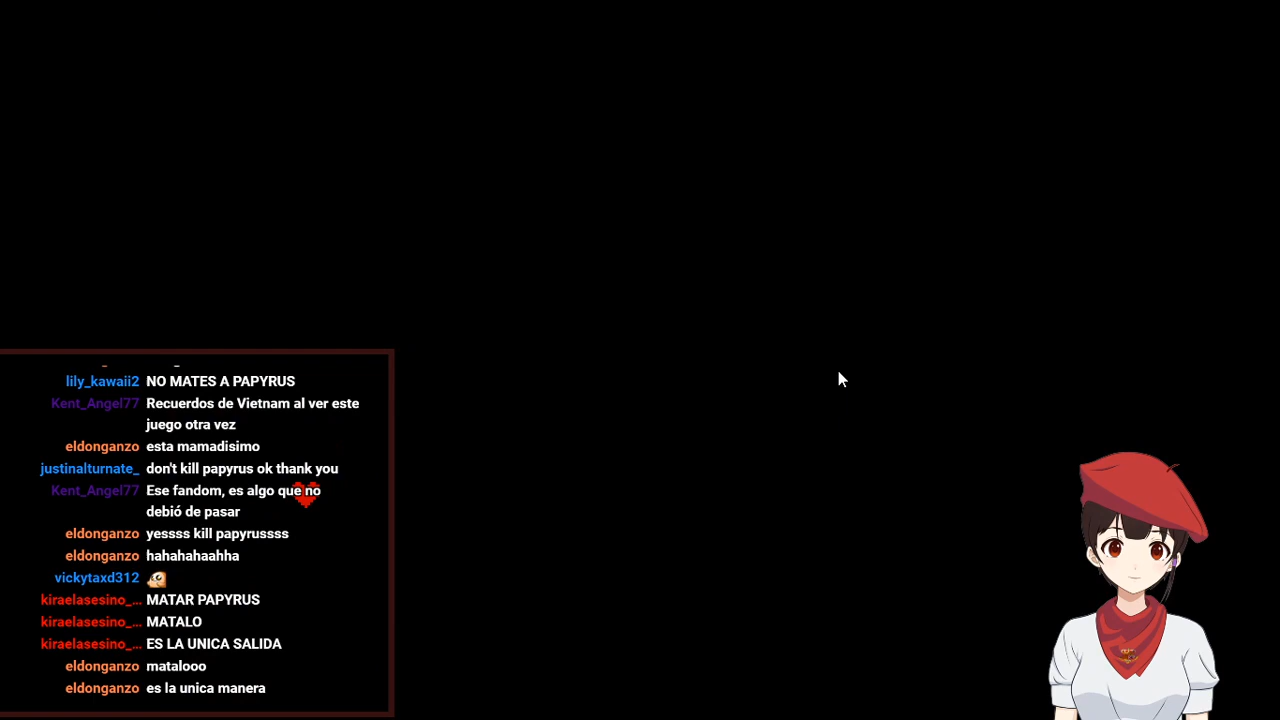 lily_kawaii2 NO MATES A PAPYRUS
Kent_Angel77 Recuerdos de Vietnam al ver este
juego otra vez
eldonganzo esta mamadisimo
justinalturnate_ don't kill papyrus ok thank you
Kent_Angel77 Ese fandom, es algo que no
debió de pasar
eldonganzo yessss kill papyrussss
eldonganzo hahahahaahha
vickytaxd312
kiraelasesino_... MATAR PAPYRUS
kiraelasesino_... MATALO
kiraelasesino_... ES LA UNICA SALIDA
eldonganzo matalooo
eldonganzo es la unica manera